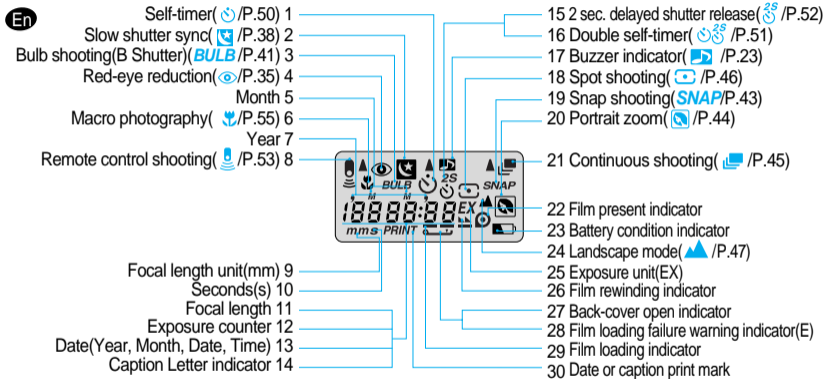 En
Self-timer( /P.50) 1
Slow shutter sync( /P.38) 2
Bulb shooting(B Shutter)(BULB/P.41) 3
Red-eye reduction( /P.35) 4
Month 5
Macro photography( /P.55) 6
Year 7
Remote control shooting( /P.53) 8
Focal length unit(mm) 9
Seconds(s) 10
Focal length 11
Exposure counter 12
Date(Year, Month, Date, Time) 13
Caption Letter indicator 14
2S
BULB
SNAP
M
M
18888:88EX
mms PRINT
15 2 sec. delayed shutter release(2S/P.52)
16 Double self-timer(2S/P.51)
17 Buzzer indicator( /P.23)
18 Spot shooting( /P.46)
19 Snap shooting(SNAP/P.43)
20 Portrait zoom( /P.44)
21 Continuous shooting( /P.45)
22 Film present indicator
23 Battery condition indicator
24 Landscape mode( /P.47)
25 Exposure unit(EX)
26 Film rewinding indicator
27 Back-cover open indicator
28 Film loading failure warning indicator(E)
29 Film loading indicator
30 Date or caption print mark